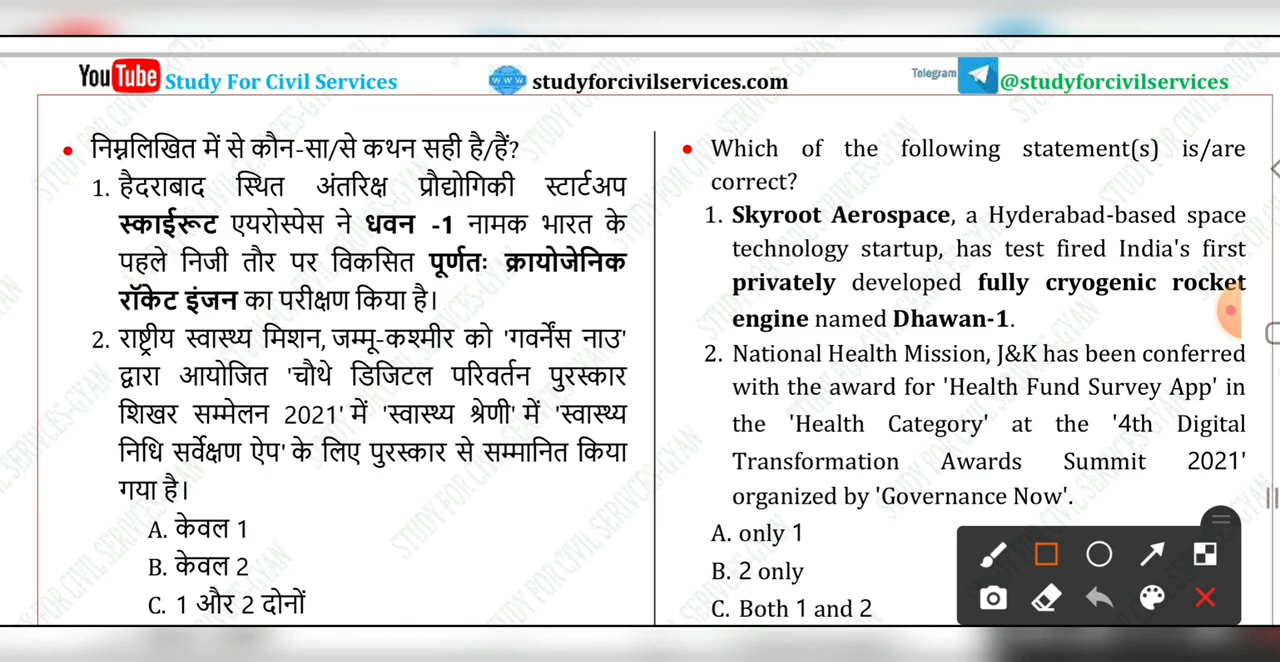 YouTube Study For Civil Services
www studyforcivilservices.com
Telegram @studyforcivilservices
• निम्नलिखित में से कौन-सा/से कथन सही है/हैं?
1. हैदराबाद स्थित अंतरिक्ष प्रौद्योगिकी स्टार्टअप
स्काईरूट एयरोस्पेस ने धवन -1 नामक भारत के
पहले निजी तौर पर विकसित पूर्णतः क्रायोजेनिक
रॉकेट इंजन का परीक्षण किया है।
2. राष्ट्रीय स्वास्थ्य मिशन, जम्मू-कश्मीर को 'गवर्नेंस नाउ'
द्वारा आयोजित 'चौथे डिजिटल परिवर्तन पुरस्कार
शिखर सम्मेलन 2021' में 'स्वास्थ्य श्रेणी' में 'स्वास्थ्य
निधि सर्वेक्षण ऐप' के लिए पुरस्कार से सम्मानित किया
गया है।
A. केवल 1
B. केवल 2
C. 1 और 2 दोनों
• Which of the following statement(s) is/are
correct?
1. Skyroot Aerospace, a Hyderabad-based space
technology startup, has test fired India's first
privately developed fully cryogenic rocket
engine named Dhawan-1.
2. National Health Mission, J&K has been conferred
with the award for 'Health Fund Survey App' in
the 'Health Category' at the '4th Digital
Transformation Awards Summit 2021'
organized by 'Governance Now'.
A. only 1
B. 2 only
C. Both 1 and 2